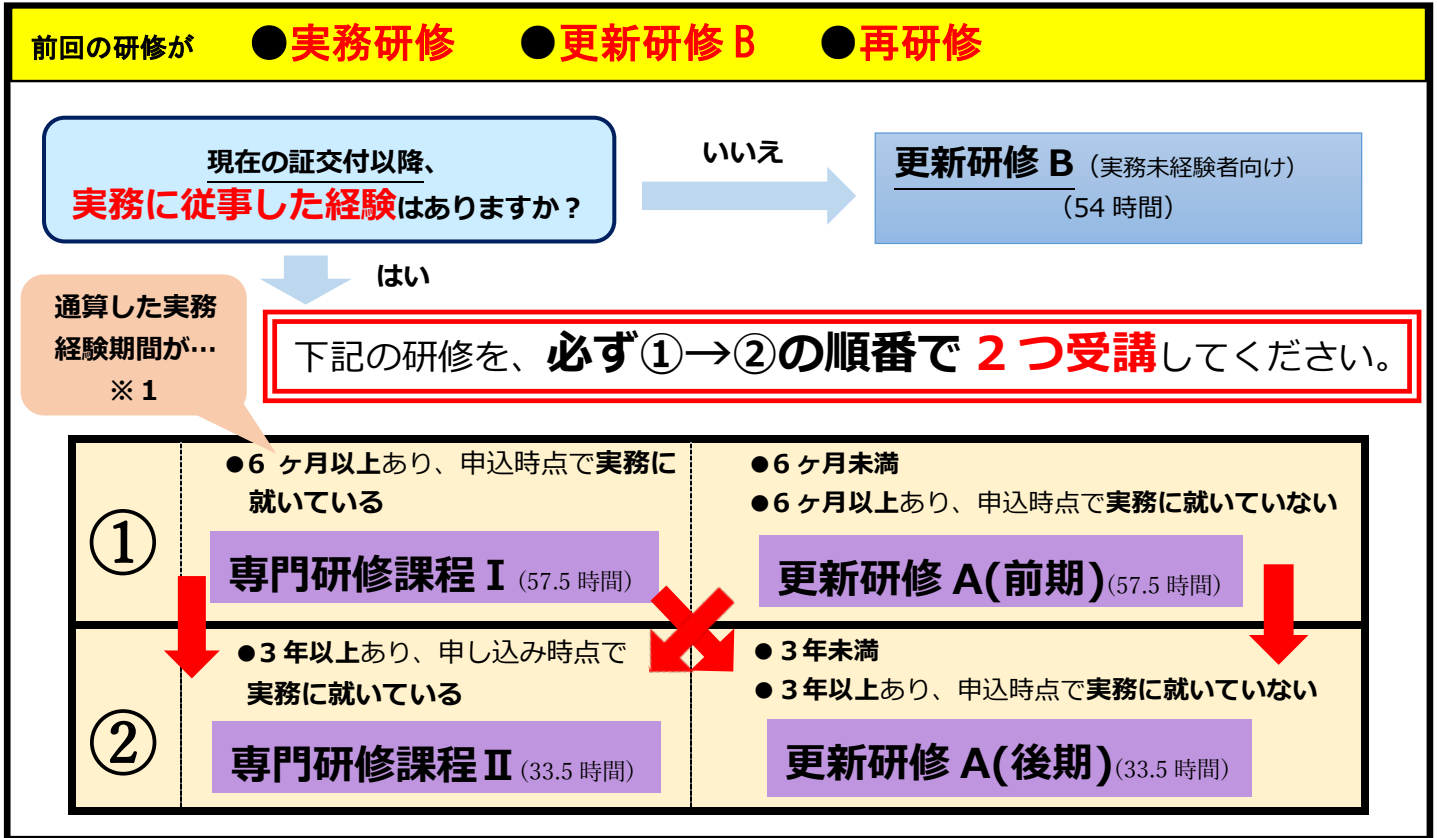 前回の研修が ●実務研修 ●更新研修 B ●再研修
現在の証交付以降、
実務に従事した経験はありますか？
いいえ
更新研修 B（実務未経験者向け）
（54 時間）
はい
通算した実務
経験期間が…
※１
下記の研修を、必ず①→②の順番で ２つ受講してください。
①
●6 ヶ月以上あり、申込時点で実務に
就いている
専門研修課程Ⅰ（57.5 時間）
●6 ヶ月未満
●6 ヶ月以上あり、申込時点で実務に就いていない
更新研修 A(前期)（57.5 時間）
②
●３年以上あり、申し込み時点で
実務に就いている
専門研修課程Ⅱ（33.5 時間）
●３年未満
●３年以上あり、申込時点で実務に就いていない
更新研修 A(後期)（33.5 時間）